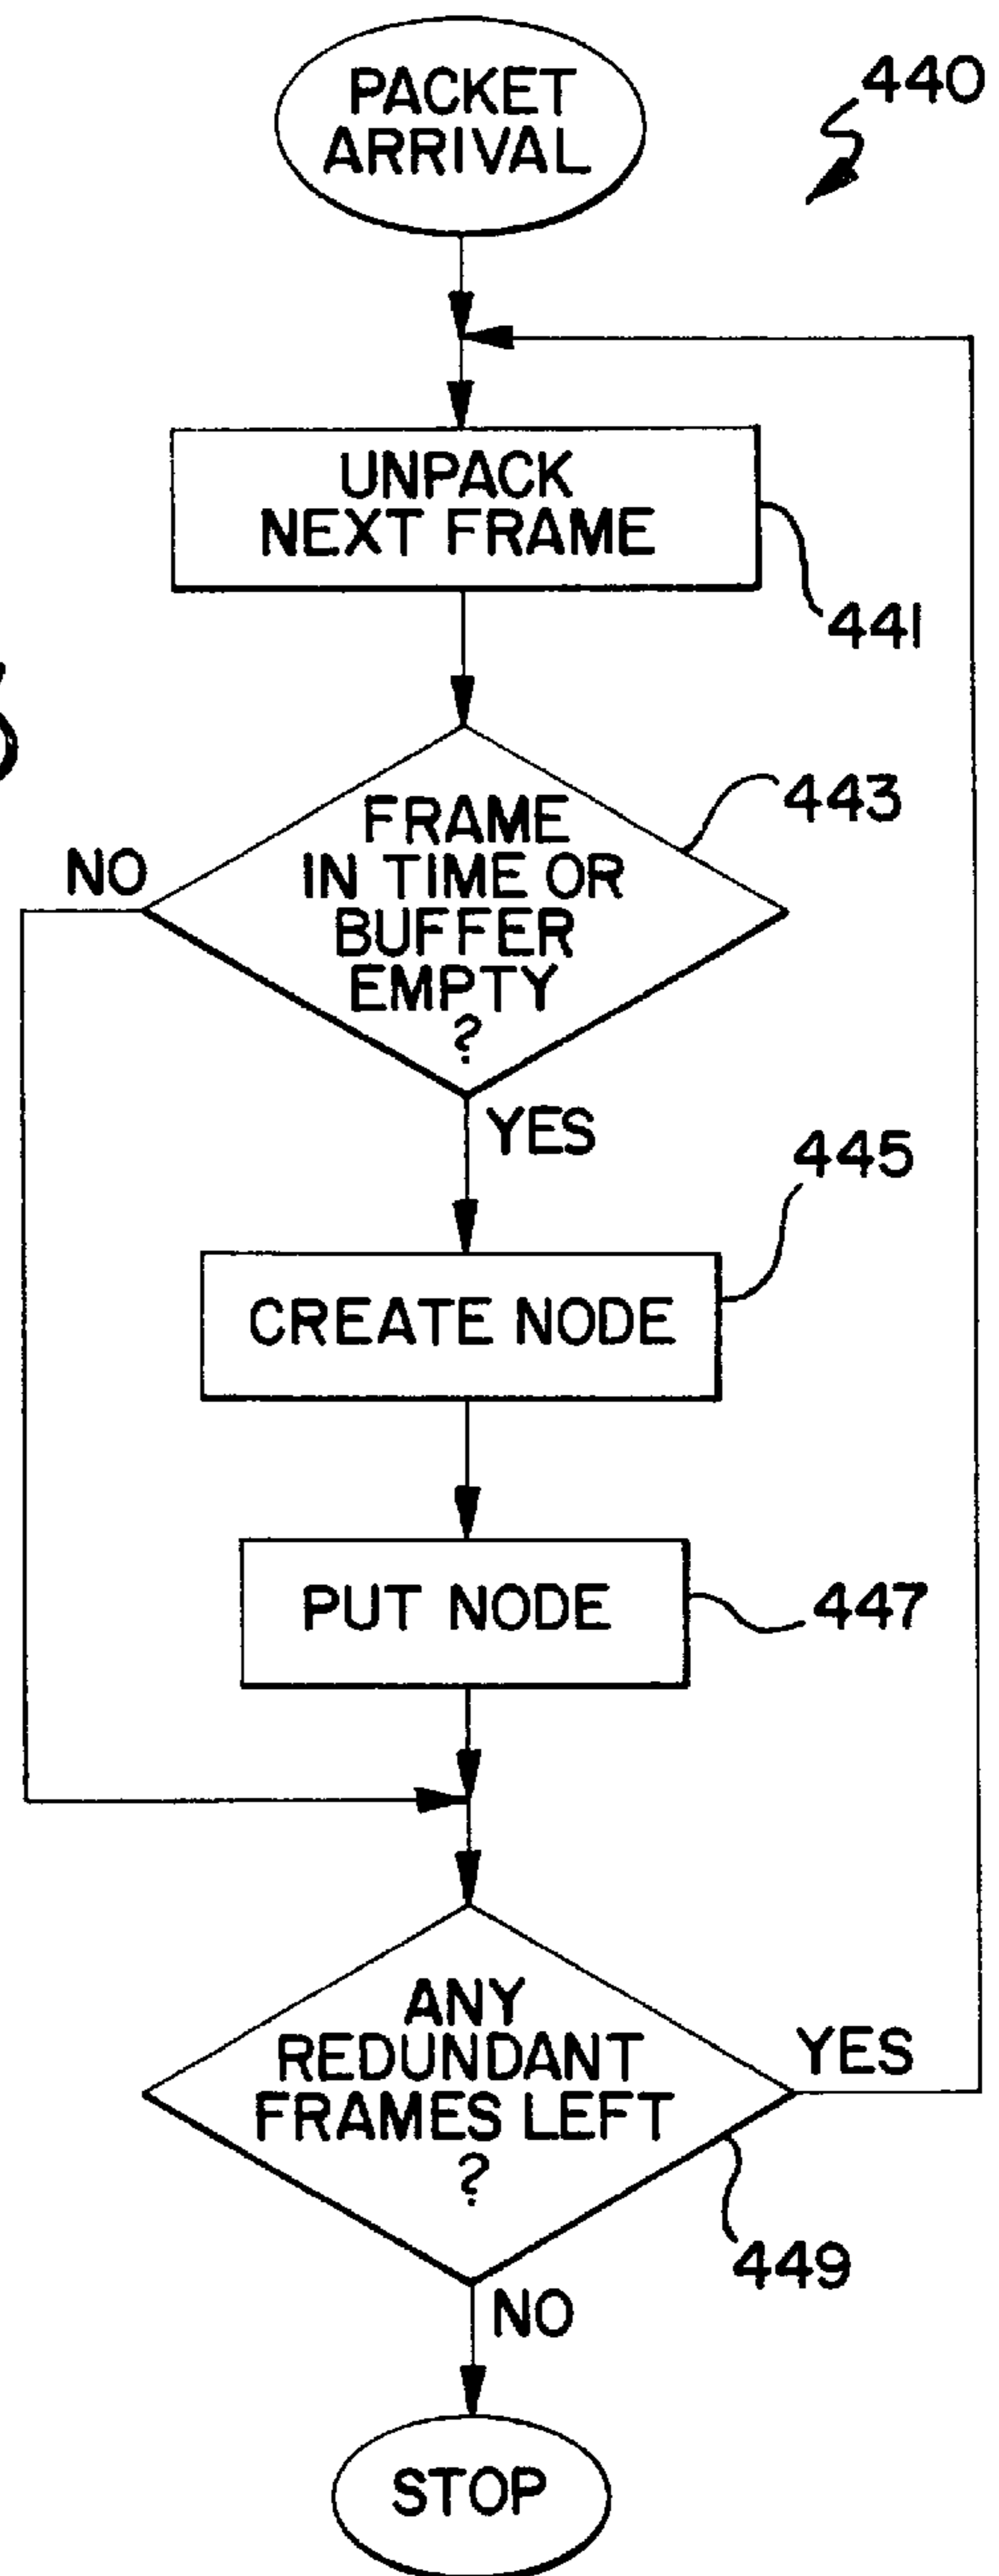 PACKET
ARRIVAL
440
UNPACK
NEXT FRAME
441
443
FRAME
IN TIME OR
BUFFER
EMPTY
?
NO
YES
445
CREATE NODE
PUT NODE
447
ANY
REDUNDANT
FRAMES LEFT
?
YES
449
NO
STOP